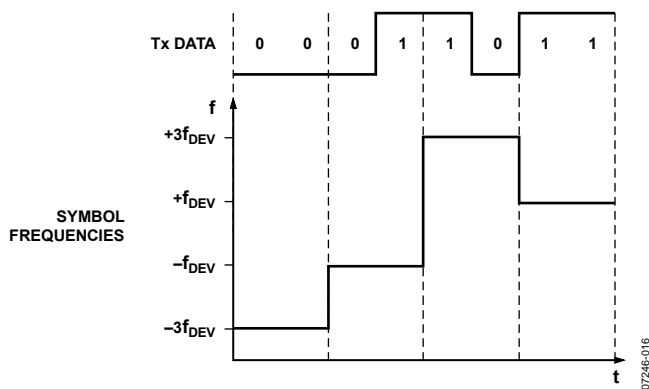 Tx DATA 0 0 0 1 1 0 1 1
f
+3fDEV
+fDEV
SYMBOL
FREQUENCIES
–fDEV
–3fDEV
t
07246-016